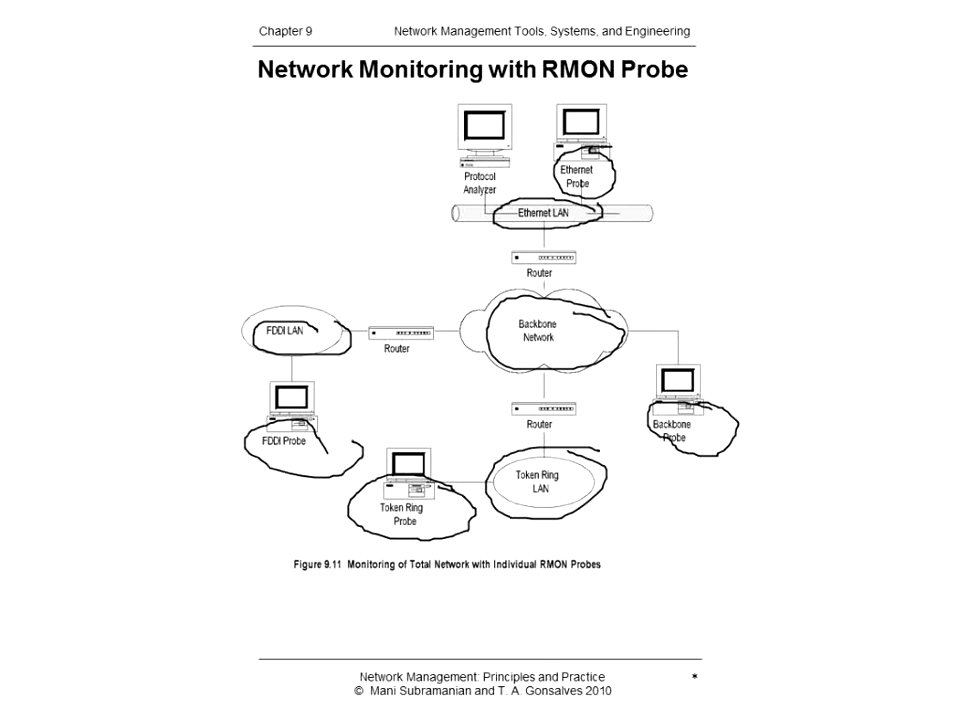 Chapter 9 Network Management Tools, Systems, and Engineering
Network Monitoring with RMON Probe
Protocol
Analyzer
Ethernet
Probe
Ethernet LAN
Router
FDDI LAN
Router
Backbone
Network
Router
Backbone
Probe
FDDI Probe
Token Ring
LAN
Token Ring
Probe
Figure 9.11 Monitoring of Total Network with Individual RMON Probes
Network Management: Principles and Practice *
© Mani Subramanian and T. A. Gonsalves 2010